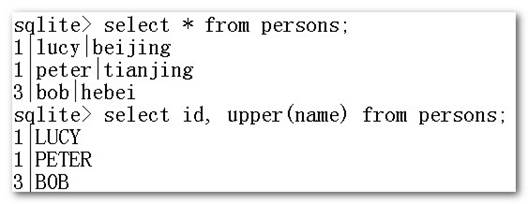 sqlite> select * from persons;
1|lucy|beijing
1|peter|tianjing
3|bob|hebei
sqlite> select id, upper(name) from persons;
1|LUCY
1|PETER
3|BOB